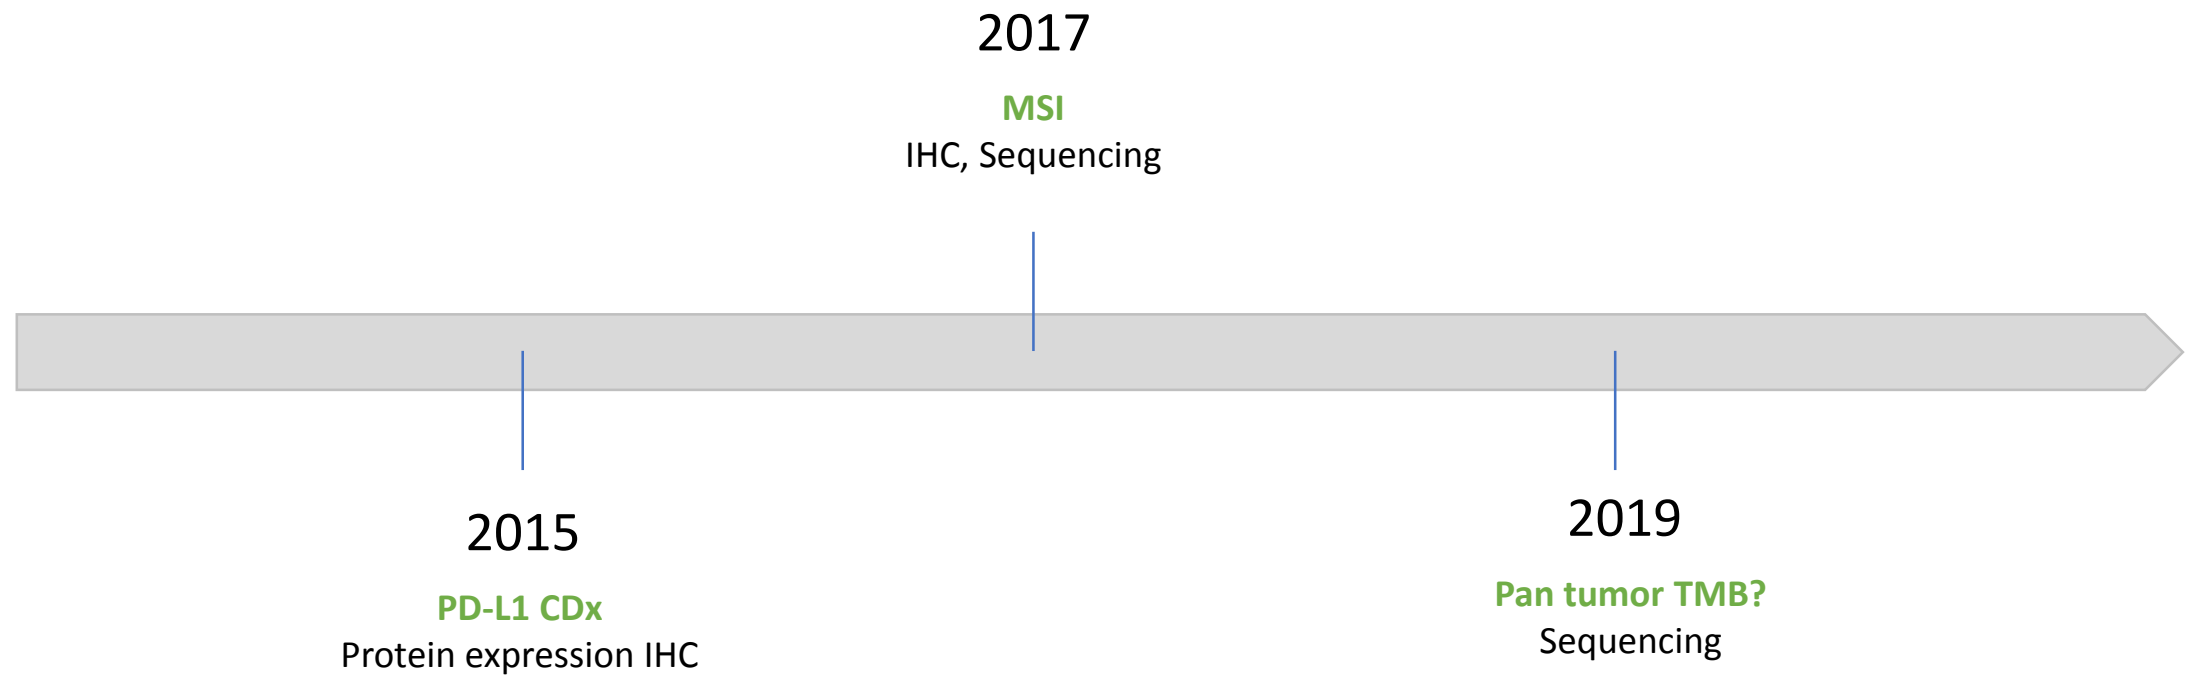 2017
MSI
IHC, Sequencing
2015
PD-L1 CDx
Protein expression IHC
2019
Pan tumor TMB?
Sequencing